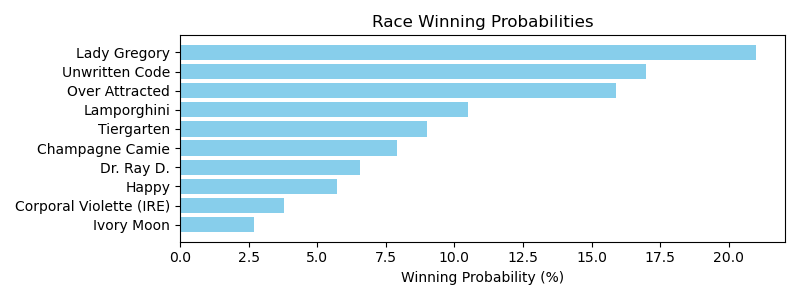 Race Winning Probabilities
Lady Gregory
Unwritten Code
Over Attracted
Lamporghini
Tiergarten
Champagne Camie
Dr. Ray D.
Happy
Corporal Violette (IRE)
Ivory Moon
0.0 2.5 5.0 7.5 10.0 12.5 15.0 17.5 20.0
Winning Probability (%)